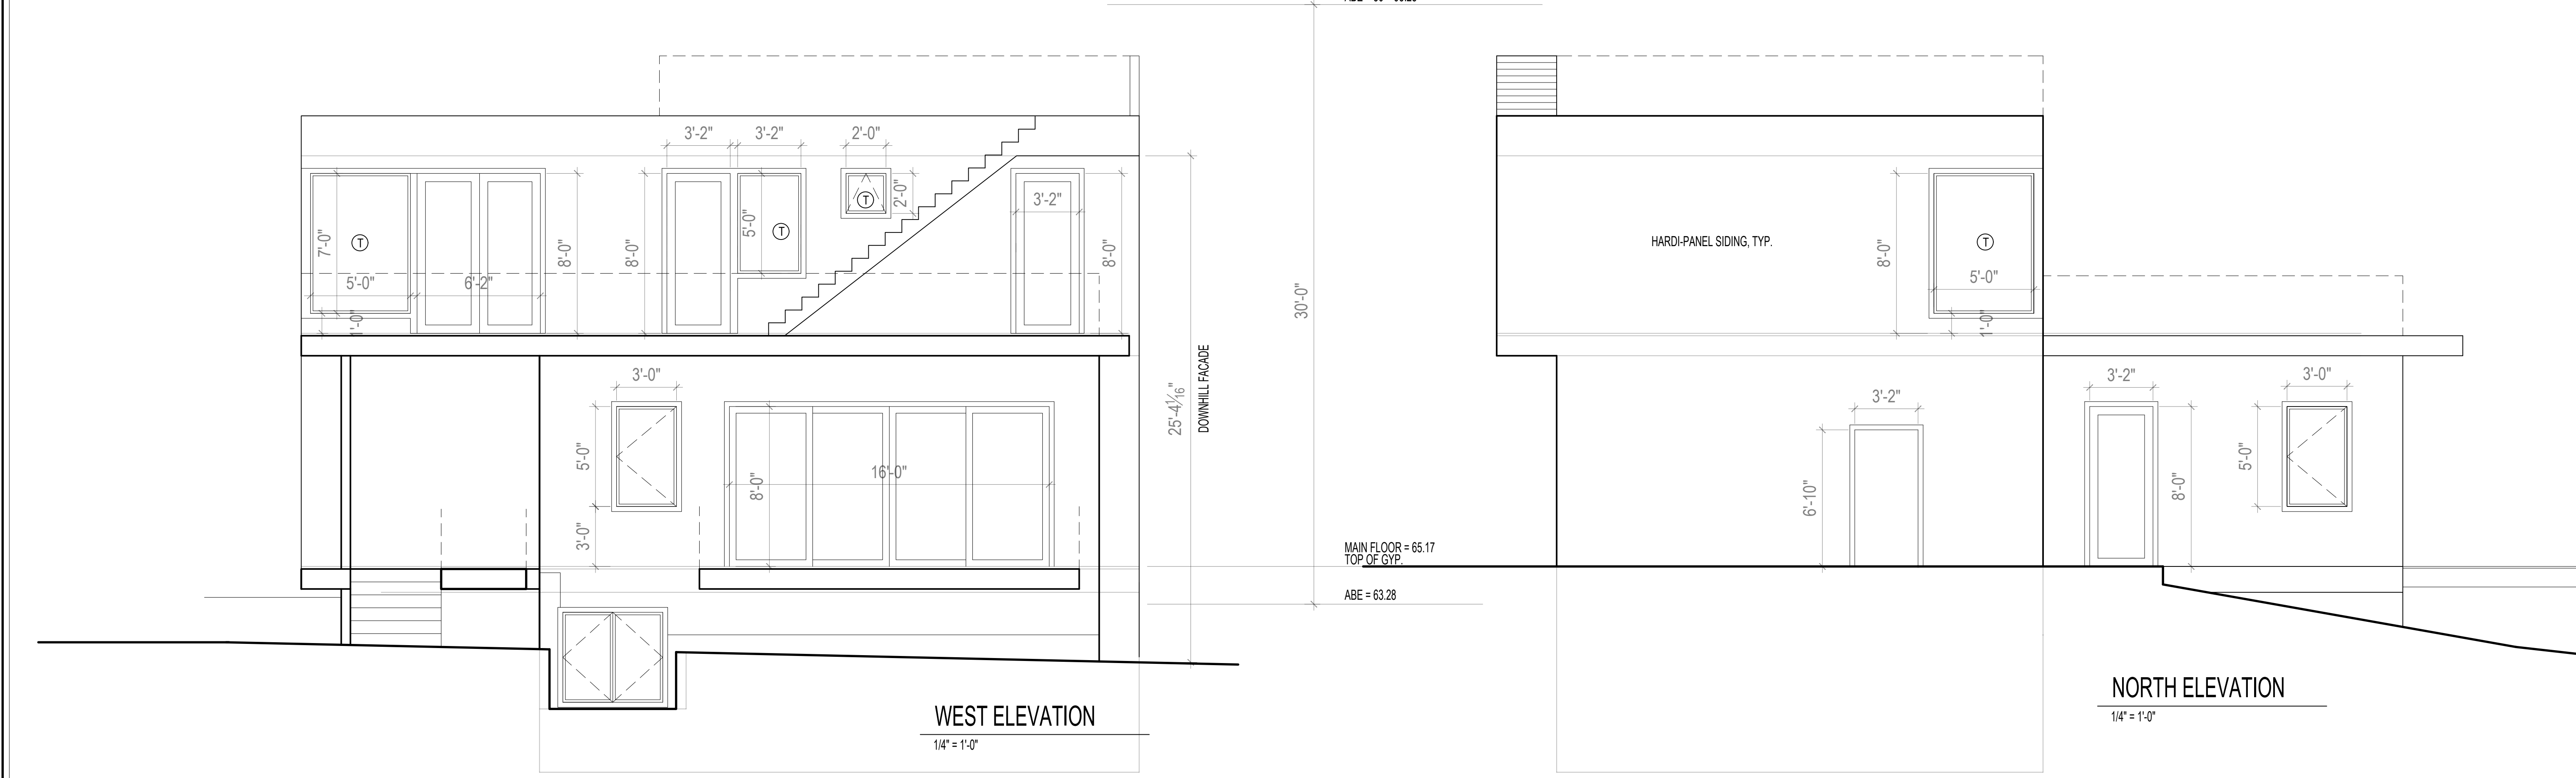 3'-2"
3'-2"
2'-0"
2'-0"
5'-0"
T
T
T
7'-0"
5'-0"
6'-2"
1'-0"
8'-0"
8'-0"
3'-2"
8'-0"
3'-0"
5'-0"
3'-0"
8'-0"
16'-0"
25'-4 1/16"
DOWNHILL FACADE
30'-0"
MAIN FLOOR = 65.17
TOP OF GYP.
ABE = 63.28
WEST ELEVATION
1/4" = 1'-0"
HARDI-PANEL SIDING, TYP.
8'-0"
T
5'-0"
1'-0"
3'-2"
6'-10"
3'-2"
8'-0"
3'-0"
5'-0"
NORTH ELEVATION
1/4" = 1'-0"